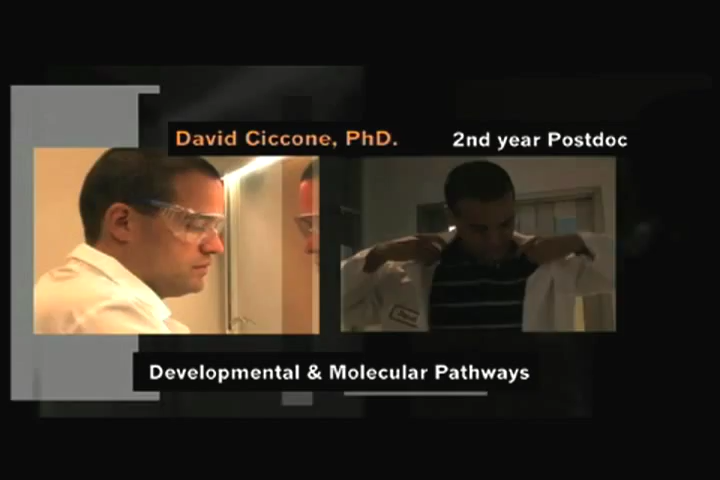 David Ciccone, PhD.
2nd year Postdoc
Developmental & Molecular Pathways